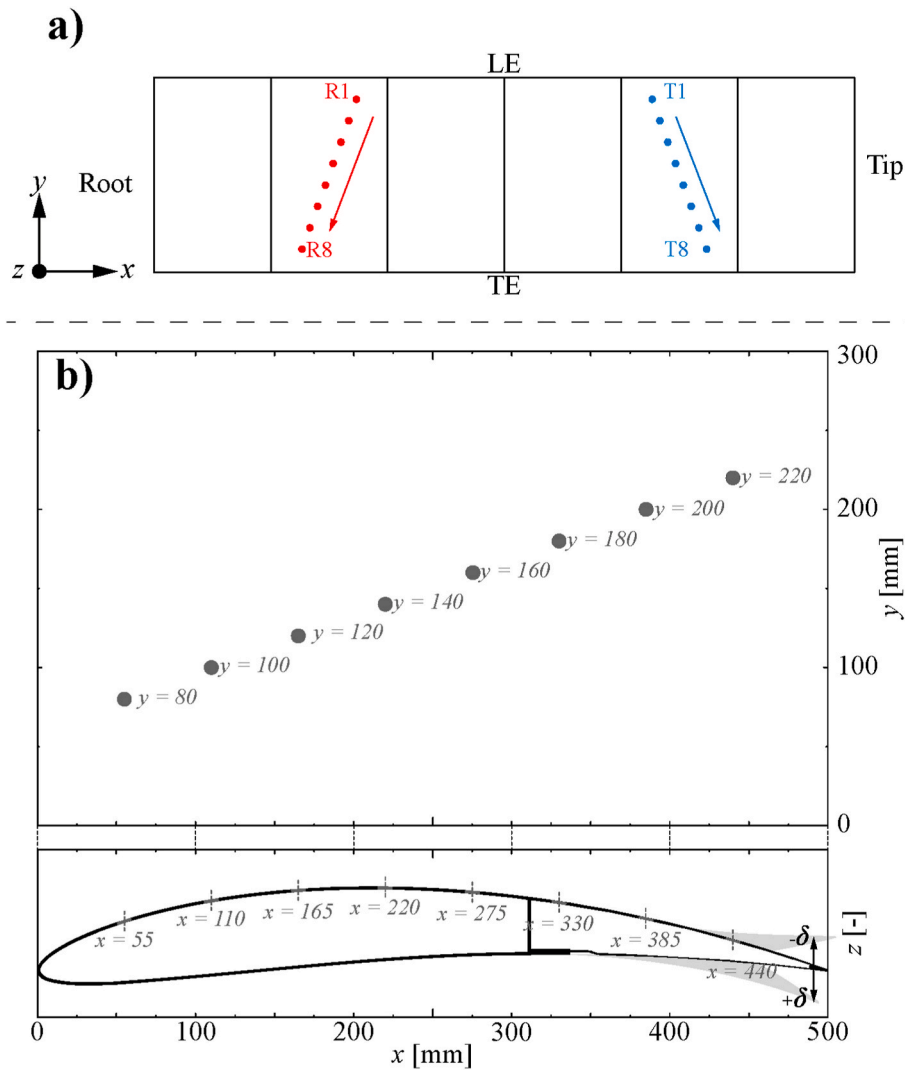 a)
LE
R1
T1
Root
Tip
y
z
x
R8
T8
TE
b)
300
y = 220
y = 200
200
y = 180
y = 160
y [mm]
y = 140
y = 120
y = 100
100
y = 80
0
x = 220
x = 165
x = 275
x = 110
x = 330
x = 55
x = 385
-δ
z [-]
x = 440
+δ
0
100
200
300
400
500
x [mm]